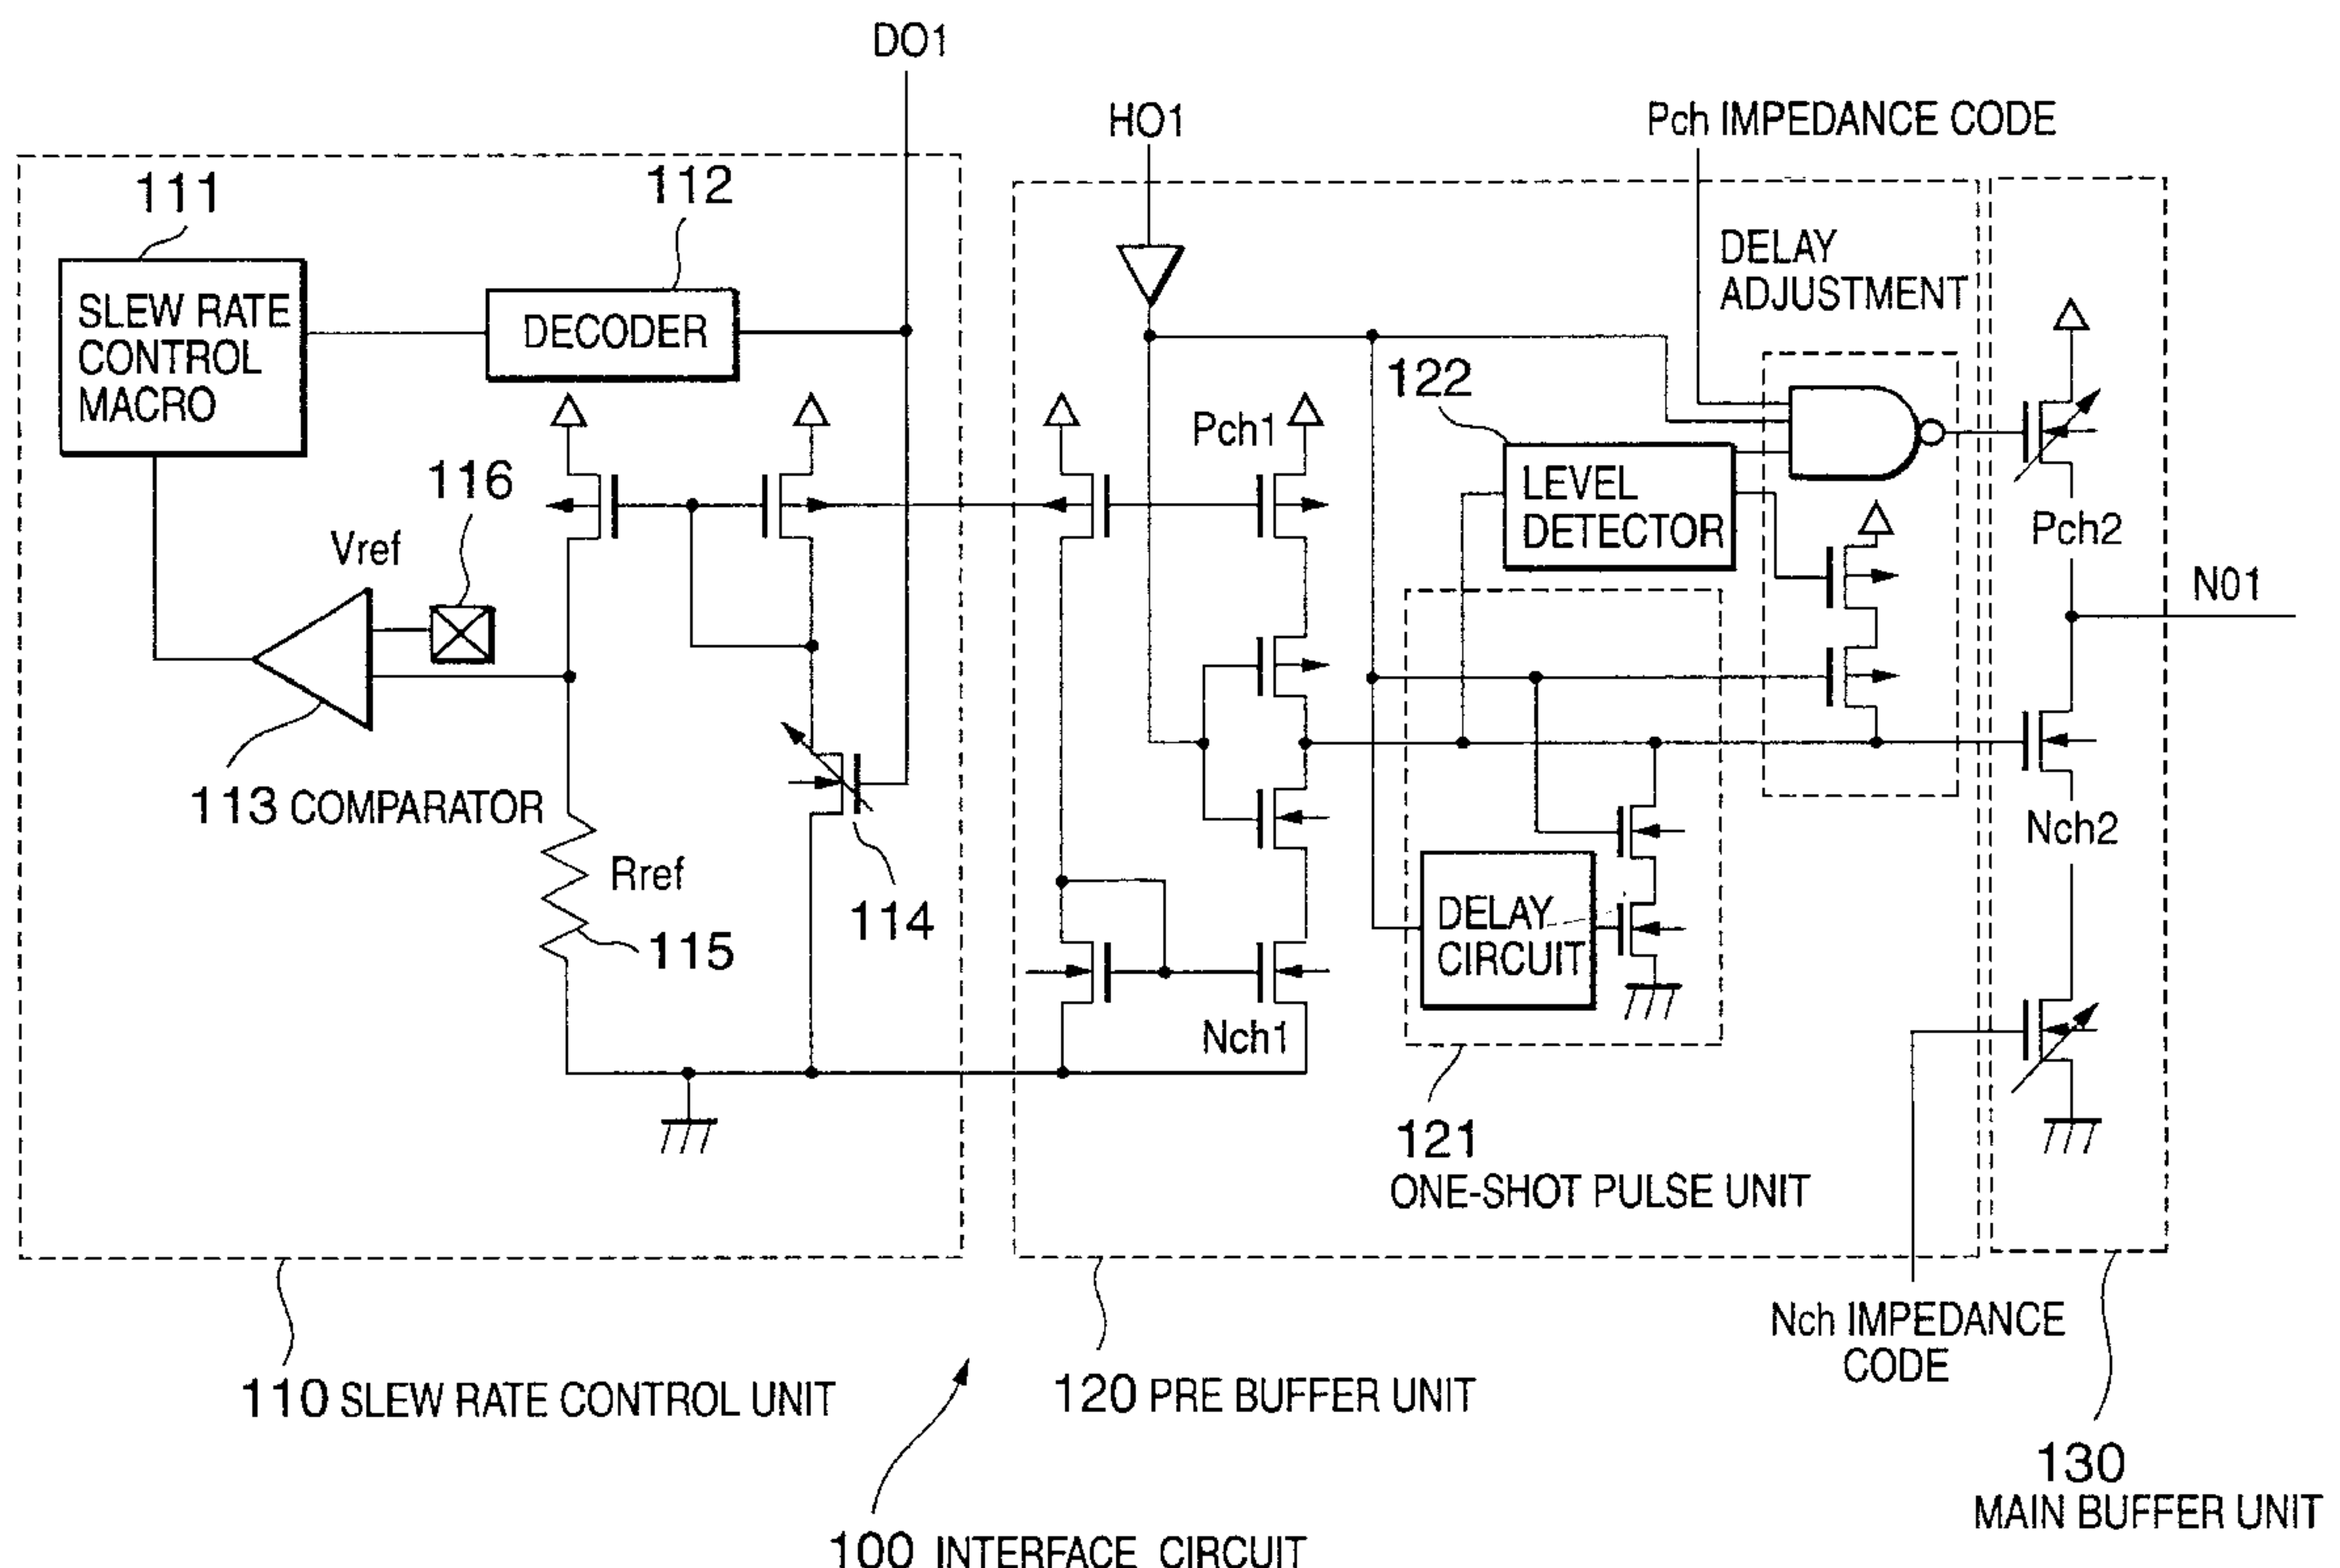 DO1
HO1
Pch IMPEDANCE CODE
111
112
DELAY
ADJUSTMENT
SLEW RATE
CONTROL
MACRO
DECODER
122
Pch1
116
LEVEL
DETECTOR
Pch2
Vref
N01
113 COMPARATOR
Nch2
Rref
114
DELAY
CIRCUIT
115
Nch1
121
ONE-SHOT PULSE UNIT
Nch IMPEDANCE
CODE
110 SLEW RATE CONTROL UNIT
120 PRE BUFFER UNIT
130
MAIN BUFFER UNIT
100 INTERFACE CIRCUIT